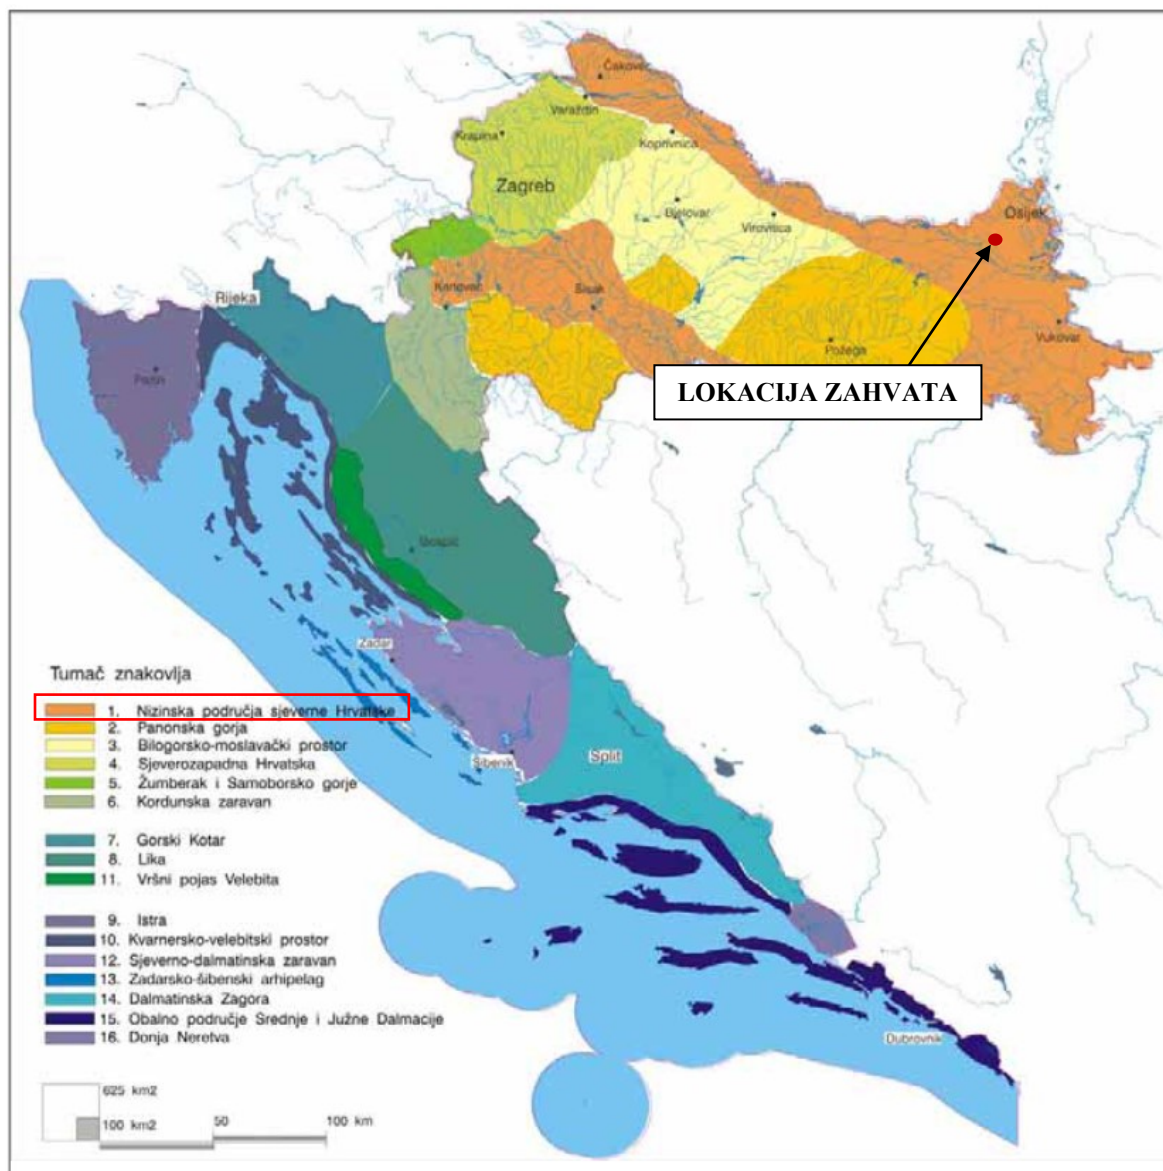 Čakovec
Varaždin
Krapina
Koprivnica
Zagreb
Bjelovar
Virovitica
Osijek
Rijeka
Karlovac
Sisak
Vukovar
Požega
Pazin
LOKACIJA ZAHVATA
Gospić
Zadar
Šibenik
Split
Dubrovnik
Tumač znakovlja
1. Nizinska područja sjeverne Hrvatske
2. Panonska gorja
3. Bilogorsko-moslavački prostor
4. Sjeverozapadna Hrvatska
5. Žumberak i Samoborsko gorje
6. Kordunska zaravan
7. Gorski Kotar
8. Lika
11. Vršni pojas Velebita
9. Istra
10. Kvarnersko-velebitski prostor
12. Sjeverno-dalmatinska zaravan
13. Zadarsko-šibenski arhipelag
14. Dalmatinska Zagora
15. Obalno područje Srednje i Južne Dalmacije
16. Donja Neretva
625 km2
100 km2
50
100 km